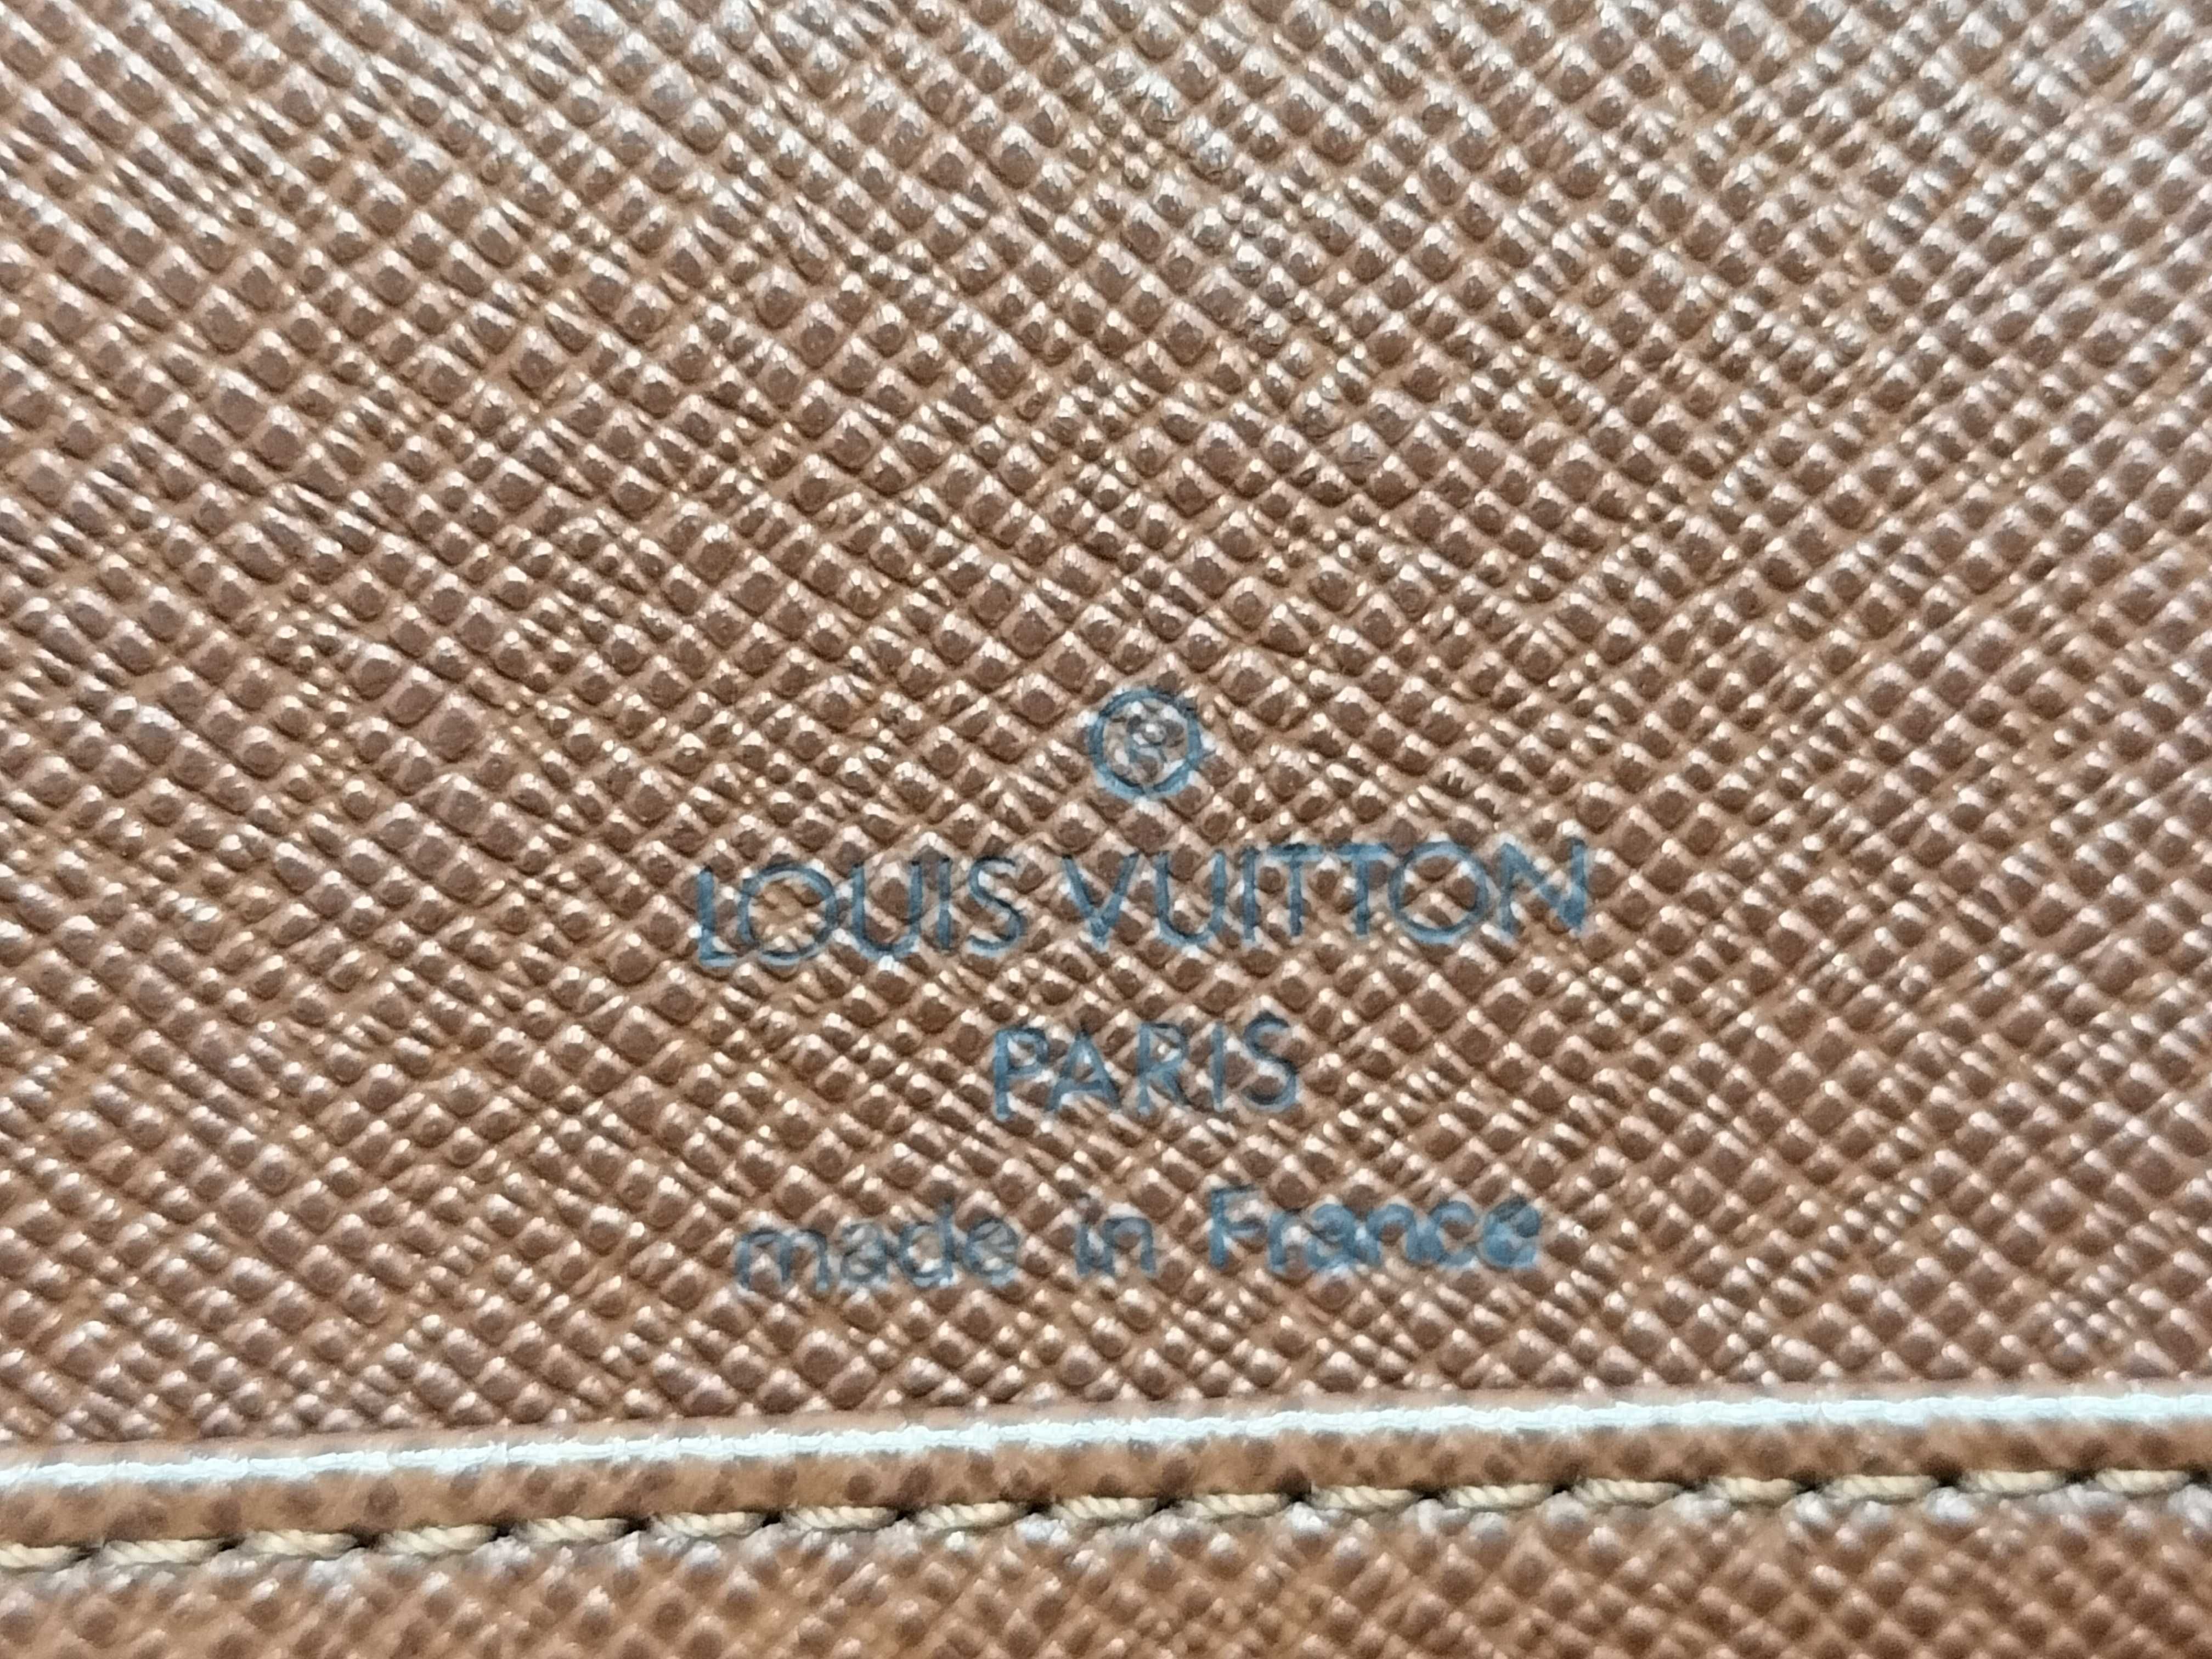 ®
LOUIS VUITTON
PARIS
made in France